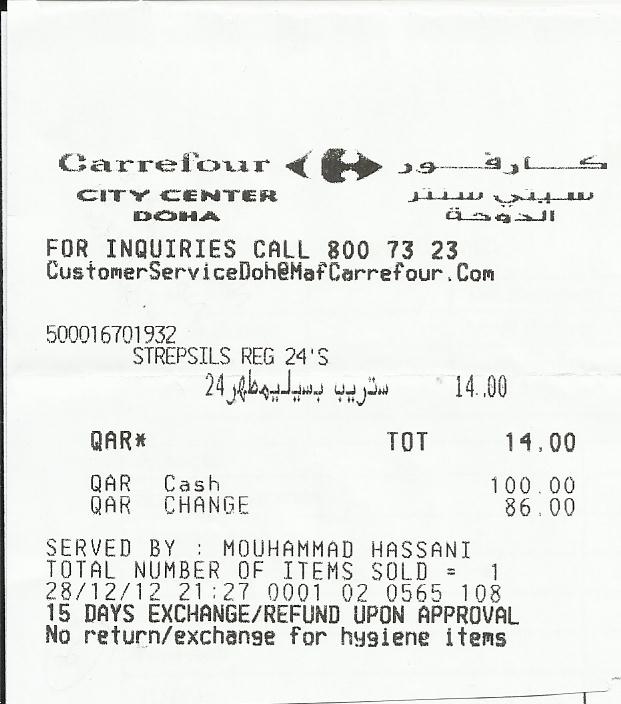 Carrefour كارفور
CITY CENTER سيتي سنتر
DOHA الدوحة
FOR INQUIRIES CALL 800 73 23
CustomerServiceDoh@MafCarrefour.Com
500016701932
STREPSILS REG 24'S
ستريب بسيليمطهر24 14.00
QAR* TOT 14.00
QAR Cash 100.00
QAR CHANGE 86.00
SERVED BY : MOUHAMMAD HASSANI
TOTAL NUMBER OF ITEMS SOLD = 1
28/12/12 21:27 0001 02 0565 108
15 DAYS EXCHANGE/REFUND UPON APPROVAL
No return/exchange for hygiene items